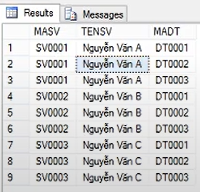 Results Messages
MASV TENSV MADT
1 SV0001 Nguyễn Văn A DT0001
2 SV0001 Nguyễn Văn A DT0002
3 SV0001 Nguyễn Văn A DT0003
4 SV0002 Nguyễn Văn B DT0001
5 SV0002 Nguyễn Văn B DT0002
6 SV0002 Nguyễn Văn B DT0003
7 SV0003 Nguyễn Văn C DT0001
8 SV0003 Nguyễn Văn C DT0002
9 SV0003 Nguyễn Văn C DT0003